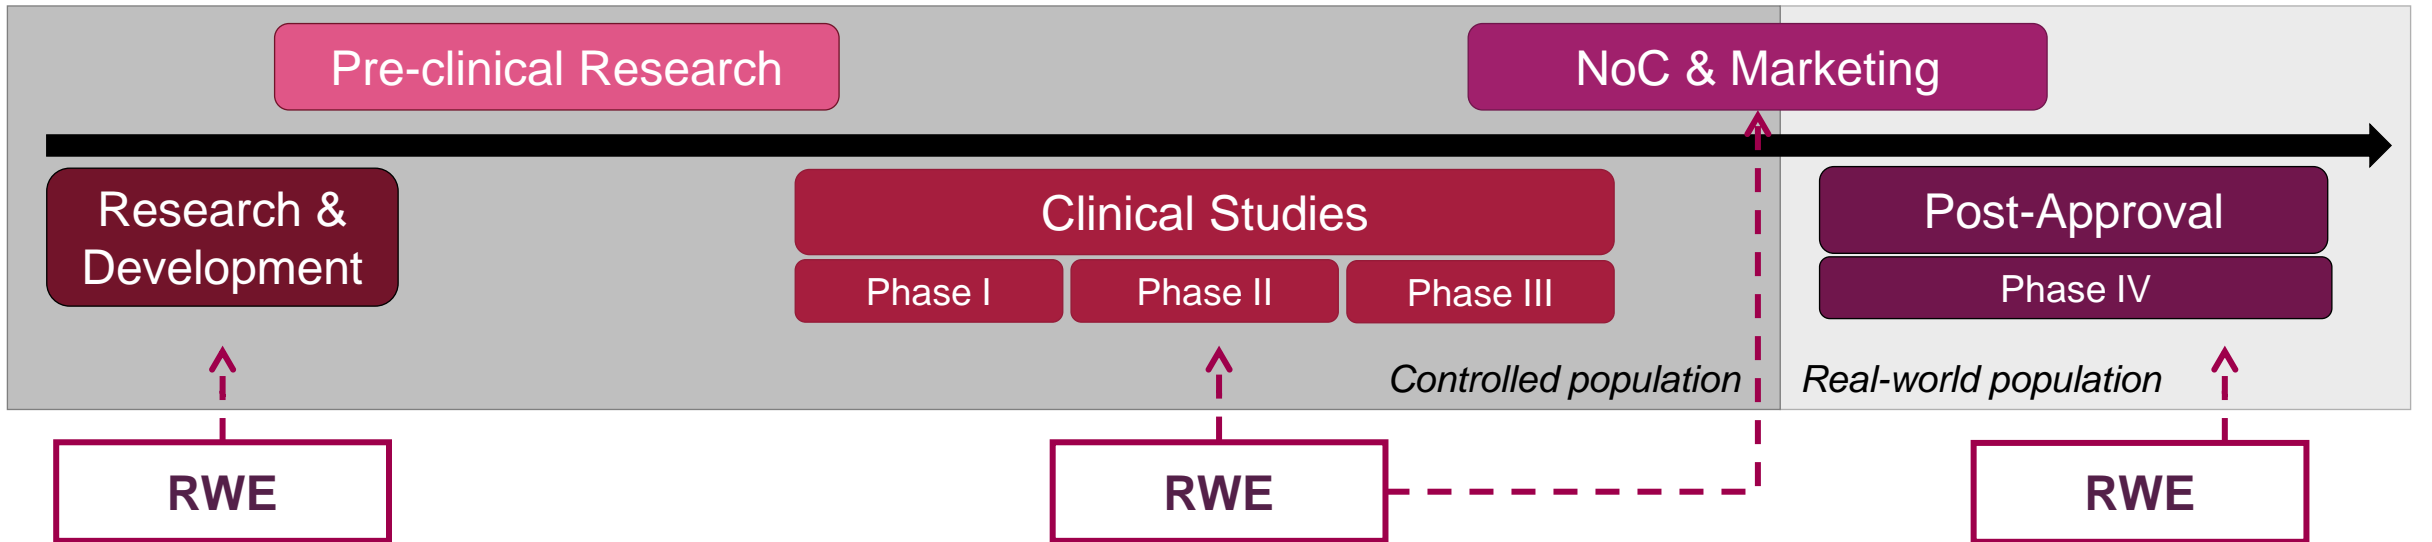 Pre-clinical Research
NoC & Marketing
Research &
Development
Clinical Studies
Phase I
Phase II
Phase III
Post-Approval
Phase IV
Controlled population
Real-world population
RWE
RWE
RWE